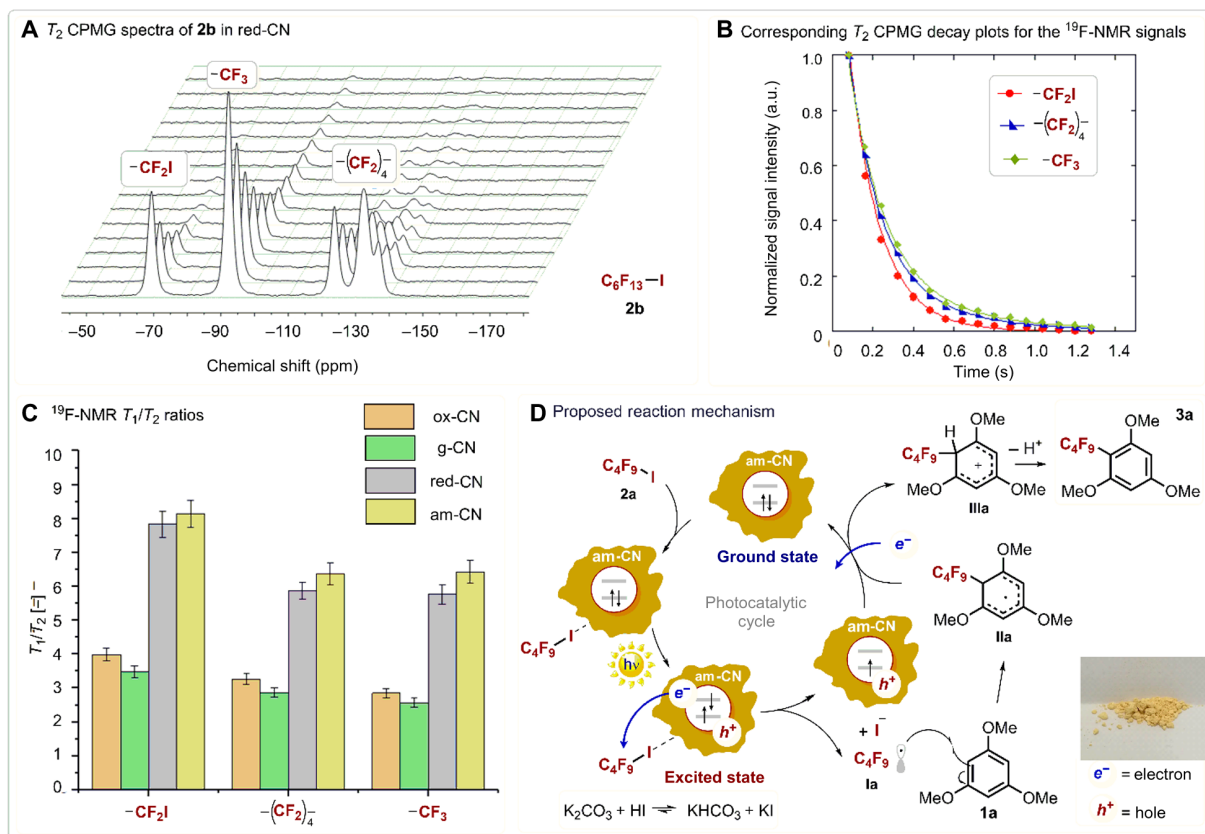 A T₂ CPMG spectra of 2b in red-CN
−CF₃
−CF₂I
−(CF₂)₄−
C₆F₁₃−I
2b
−50 −70 −90 −110 −130 −150 −170
Chemical shift (ppm)
B Corresponding T₂ CPMG decay plots for the ¹⁹F-NMR signals
−CF₂I
−(CF₂)₄−
−CF₃
1.0
0.8
0.6
0.4
0.2
0
0 0.2 0.4 0.6 0.8 1.0 1.2 1.4
Normalized signal intensity (a.u.)
Time (s)
C ¹⁹F-NMR T₁/T₂ ratios
ox-CN
g-CN
red-CN
am-CN
10
9
8
7
6
5
4
3
2
1
0
T₁/T₂ [=] −
−CF₂I −(CF₂)₄− −CF₃
D Proposed reaction mechanism
C₄F₉
I
2a
am-CN
Ground state
am-CN
C₄F₉
I
hν
am-CN
e⁻
h⁺
C₄F₉
I
Excited state
Photocatalytic
cycle
e⁻
am-CN
h⁺
+ I⁻
C₄F₉
Ia
OMe
MeO
OMe
1a
OMe
C₄F₉
MeO
OMe
IIa
H
OMe
C₄F₉
+
MeO
OMe
IIIa
− H⁺
3a
OMe
C₄F₉
MeO
OMe
K₂CO₃ + HI ⇌ KHCO₃ + KI
e⁻ = electron
h⁺ = hole